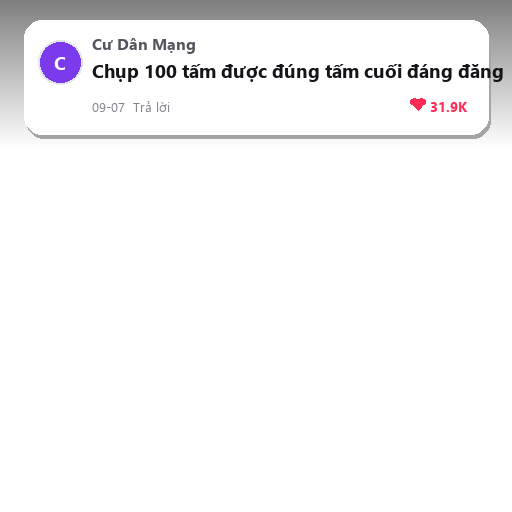 Cư Dân Mạng
C
Chụp 100 tấm được đúng tấm cuối đáng đăng
09-07 Trả lời
31.9K